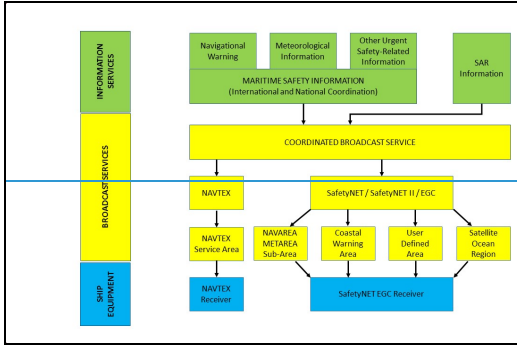 INFORMATION
SERVICES
Navigational
Warning
Meteorological
Information
Other Urgent
Safety-Related
Information
SAR
Information
MARITIME SAFETY INFORMATION
(International and National Coordination)
BROADCAST SERVICES
COORDINATED BROADCAST SERVICE
NAVTEX
SafetyNET / SafetyNET II / EGC
NAVTEX
Service Area
NAVAREA
METAREA
Sub-Area
Coastal
Warning
Area
User
Defined
Area
Satellite
Ocean
Region
SHIP
EQUIPMENT
NAVTEX
Receiver
SafetyNET EGC Receiver